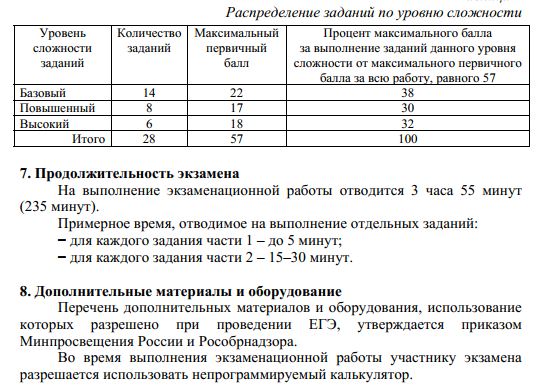 Распределение заданий по уровню сложности
Уровень сложности заданий | Количество заданий | Максимальный первичный балл | Процент максимального балла за выполнение заданий данного уровня сложности от максимального первичного балла за всю работу, равного 57
Базовый | 14 | 22 | 38
Повышенный | 8 | 17 | 30
Высокий | 6 | 18 | 32
Итого | 28 | 57 | 100
7. Продолжительность экзамена
На выполнение экзаменационной работы отводится 3 часа 55 минут
(235 минут).
Примерное время, отводимое на выполнение отдельных заданий:
− для каждого задания части 1 – до 5 минут;
− для каждого задания части 2 – 15–30 минут.
8. Дополнительные материалы и оборудование
Перечень дополнительных материалов и оборудования, использование
которых разрешено при проведении ЕГЭ, утверждается приказом
Минпросвещения России и Рособрнадзора.
Во время выполнения экзаменационной работы участнику экзамена
разрешается использовать непрограммируемый калькулятор.